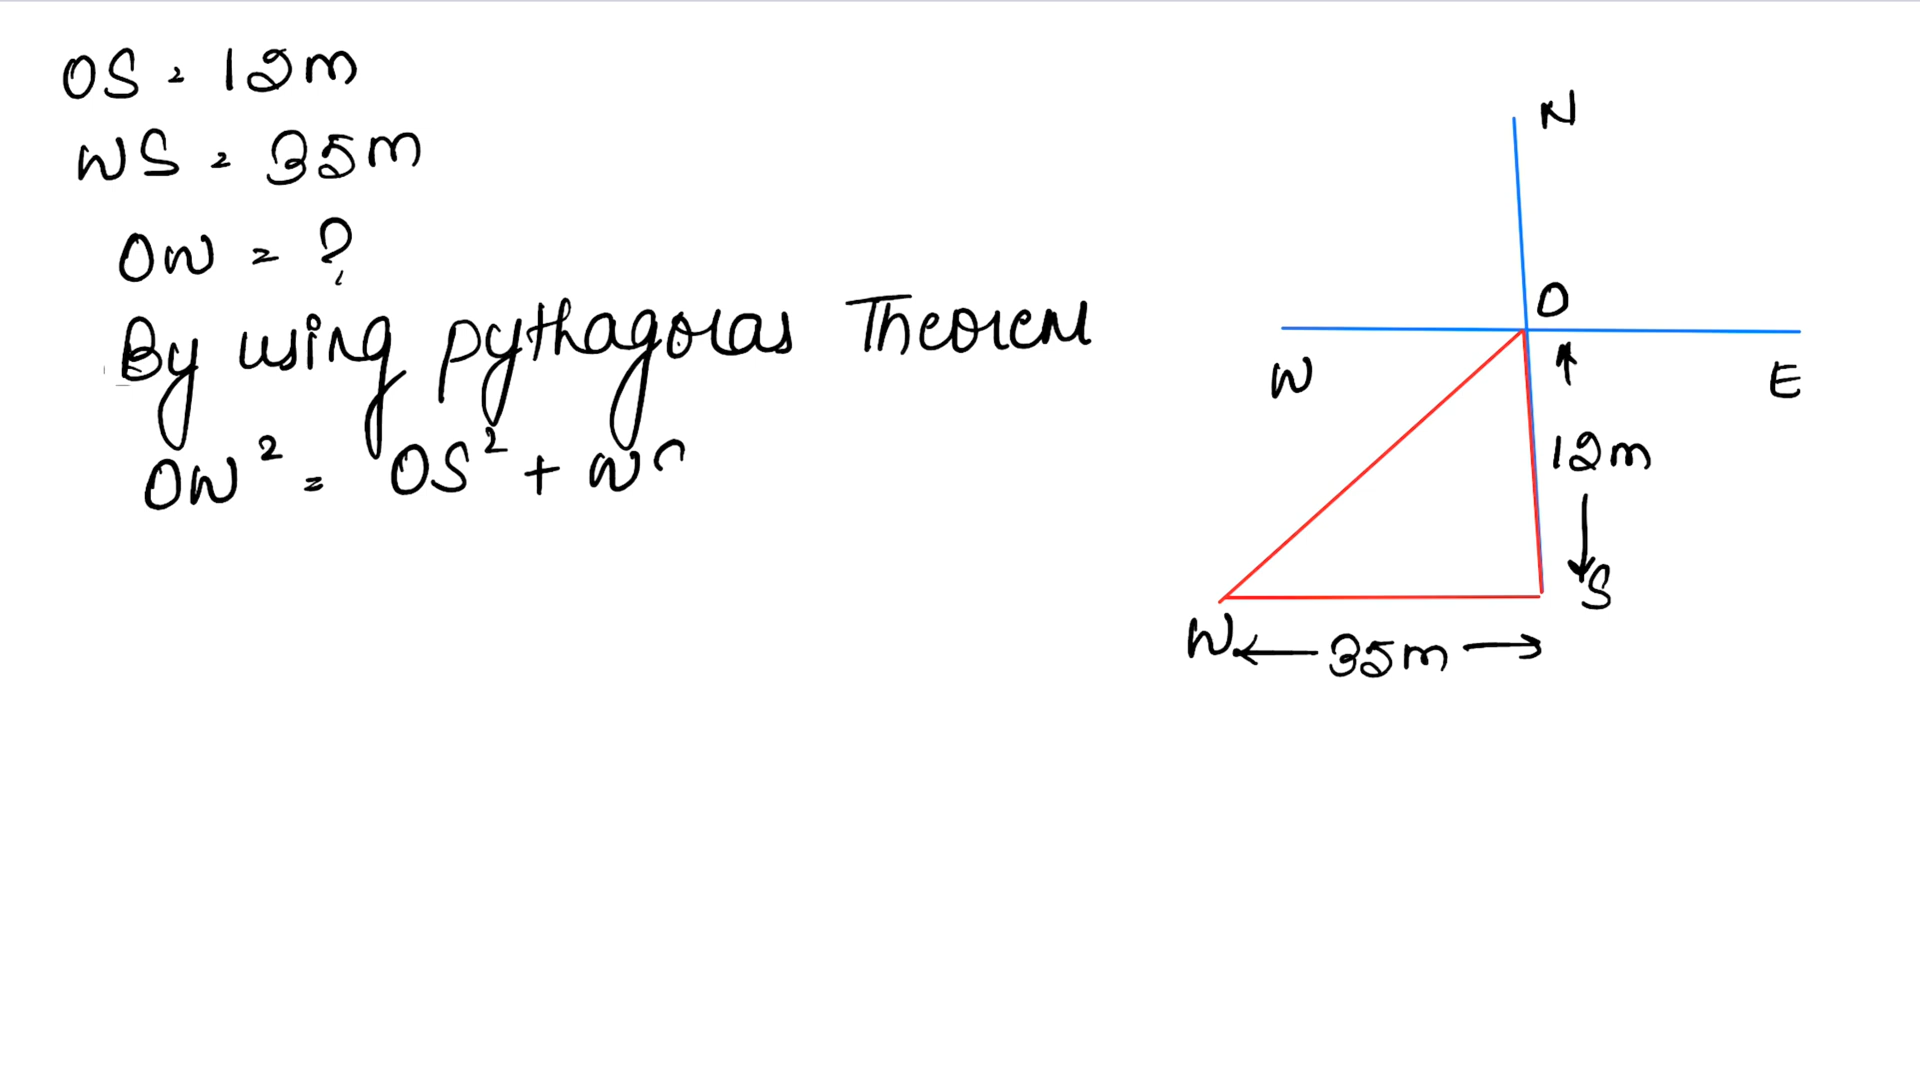 OS = 12m
WS = 35m
OW = ?
By using pythagoras Theorem
OW² = OS² + W
N
O
W
E
12m
S
W
35m